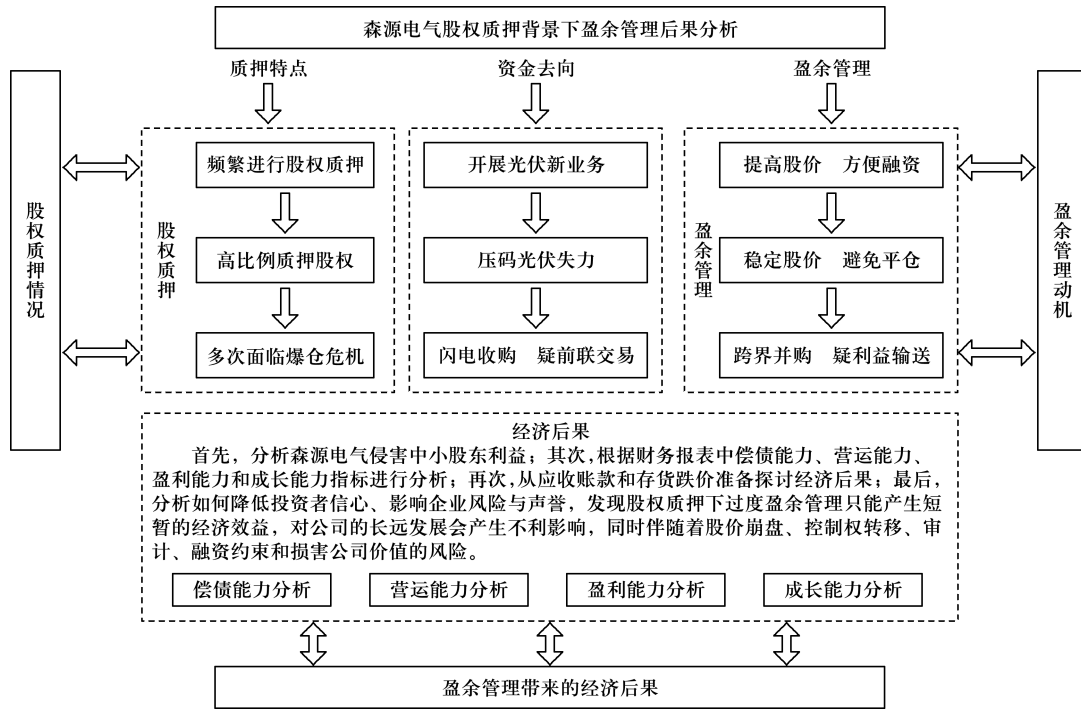 森源电气股权质押背景下盈余管理后果分析
质押特点
资金去向
盈余管理
股权质押情况
股权质押
频繁进行股权质押
高比例质押股权
多次面临爆仓危机
开展光伏新业务
压码光伏失力
闪电收购 疑前联交易
盈余管理
提高股价 方便融资
稳定股价 避免平仓
跨界并购 疑利益输送
盈余管理动机
经济后果
首先，分析森源电气侵害中小股东利益；其次，根据财务报表中偿债能力、营运能力、
盈利能力和成长能力指标进行分析；再次，从应收账款和存货跌价准备探讨经济后果；最后，
分析如何降低投资者信心、影响企业风险与声誉，发现股权质押下过度盈余管理只能产生短
暂的经济效益，对公司的长远发展会产生不利影响，同时伴随着股价崩盘、控制权转移、审
计、融资约束和损害公司价值的风险。
偿债能力分析
营运能力分析
盈利能力分析
成长能力分析
盈余管理带来的经济后果